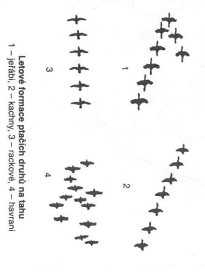 1
2
3
4
Letové formace ptačích druhů na tahu
1 – jeřábi, 2 – kachny, 3 – rackové, 4 – havrani